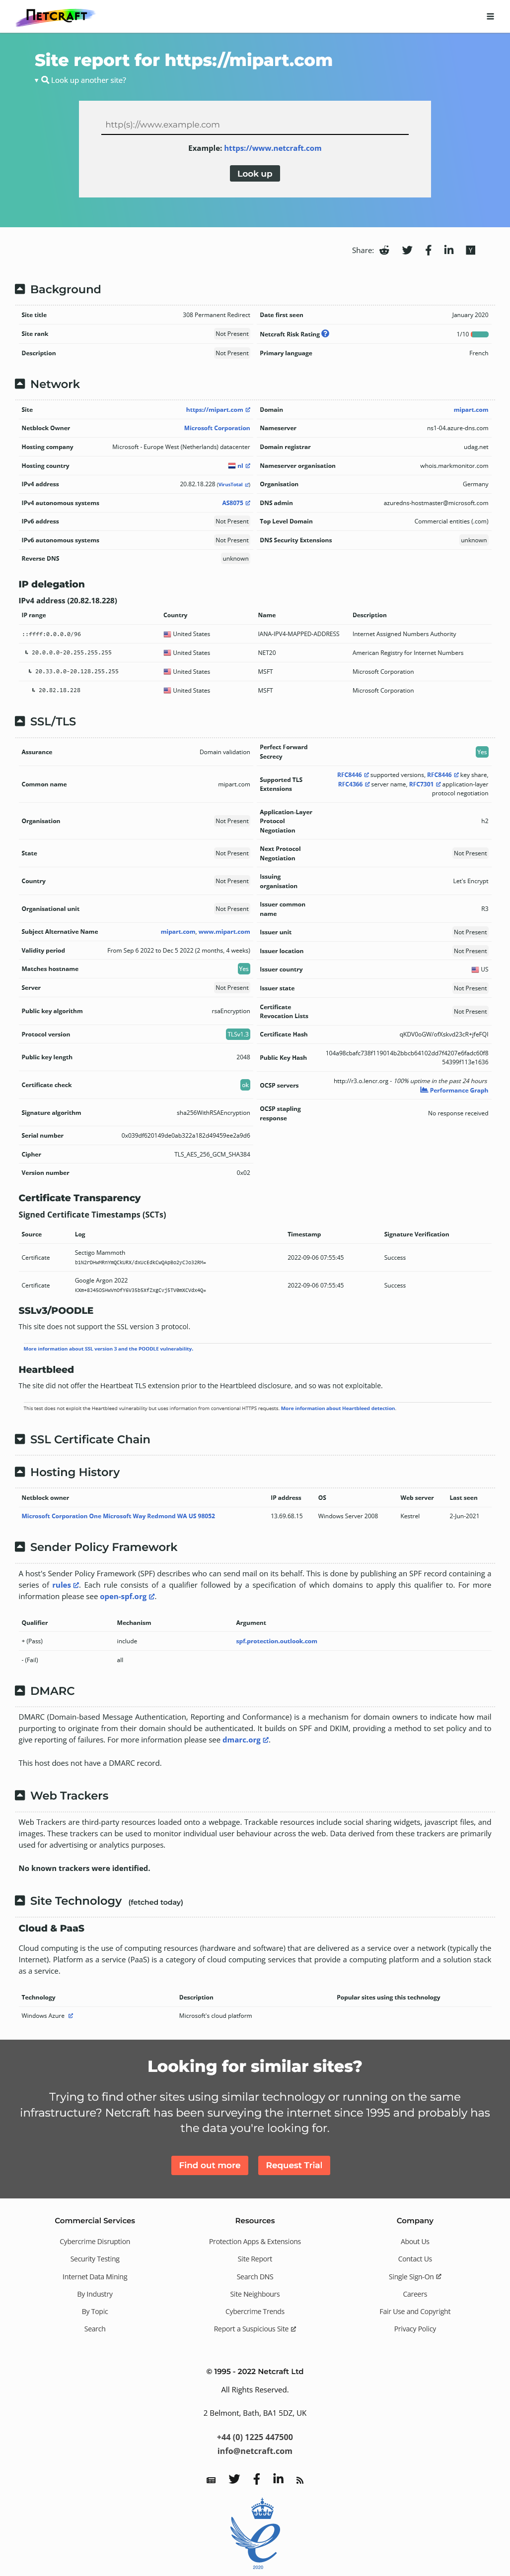 NETCRAFT
Site report for https://mipart.com
Look up another site?
http(s)://www.example.com
Example: https://www.netcraft.com
Look up
Share:
Background
Site title 308 Permanent Redirect Date first seen January 2020
Site rank Not Present Netcraft Risk Rating 1/10
Description Not Present Primary language French
Network
Site https://mipart.com Domain mipart.com
Netblock Owner Microsoft Corporation Nameserver ns1-04.azure-dns.com
Hosting company Microsoft - Europe West (Netherlands) datacenter Domain registrar udag.net
Hosting country nl Nameserver organisation whois.markmonitor.com
IPv4 address 20.82.18.228 (VirusTotal) Organisation Germany
IPv4 autonomous systems AS8075 DNS admin azuredns-hostmaster@microsoft.com
IPv6 address Not Present Top Level Domain Commercial entities (.com)
IPv6 autonomous systems Not Present DNS Security Extensions unknown
Reverse DNS unknown
IP delegation
IPv4 address (20.82.18.228)
IP range Country Name Description
::ffff:0.0.0.0/96 United States IANA-IPV4-MAPPED-ADDRESS Internet Assigned Numbers Authority
↳ 20.0.0.0-20.255.255.255 United States NET20 American Registry for Internet Numbers
↳ 20.33.0.0-20.128.255.255 United States MSFT Microsoft Corporation
↳ 20.82.18.228 United States MSFT Microsoft Corporation
SSL/TLS
Assurance Domain validation Perfect Forward Secrecy Yes
Common name mipart.com Supported TLS Extensions RFC8446 supported versions, RFC8446 key share, RFC4366 server name, RFC7301 application-layer protocol negotiation
Organisation Not Present Application-Layer Protocol Negotiation h2
State Not Present Next Protocol Negotiation Not Present
Country Not Present Issuing organisation Let's Encrypt
Organisational unit Not Present Issuer common name R3
Subject Alternative Name mipart.com, www.mipart.com Issuer unit Not Present
Validity period From Sep 6 2022 to Dec 5 2022 (2 months, 4 weeks) Issuer location Not Present
Matches hostname Yes Issuer country US
Server Not Present Issuer state Not Present
Public key algorithm rsaEncryption Certificate Revocation Lists Not Present
Protocol version TLSv1.3 Certificate Hash qKDV0oGW/ofXskvd23cR+jfeFQI
Public key length 2048 Public Key Hash 104a98cbafc738f119014b2bbcb64102dd7f4207e6fadc60f854399f113e1636
Certificate check ok OCSP servers http://r3.o.lencr.org - 100% uptime in the past 24 hours Performance Graph
Signature algorithm sha256WithRSAEncryption OCSP stapling response No response received
Serial number 0x039df620149de0ab322a182d49459ee2a9d6
Cipher TLS_AES_256_GCM_SHA384
Version number 0x02
Certificate Transparency
Signed Certificate Timestamps (SCTs)
Source Log Timestamp Signature Verification
Certificate Sectigo Mammoth 2022-09-06 07:55:45 Success
Certificate Google Argon 2022 2022-09-06 07:55:45 Success
SSLv3/POODLE
This site does not support the SSL version 3 protocol.
More information about SSL version 3 and the POODLE vulnerability.
Heartbleed
The site did not offer the Heartbeat TLS extension prior to the Heartbleed disclosure, and so was not exploitable.
This test does not exploit the Heartbleed vulnerability but uses information from conventional HTTPS requests. More information about Heartbleed detection.
SSL Certificate Chain
Hosting History
Netblock owner IP address OS Web server Last seen
Microsoft Corporation One Microsoft Way Redmond WA US 98052 13.69.68.15 Windows Server 2008 Kestrel 2-Jun-2021
Sender Policy Framework
A host's Sender Policy Framework (SPF) describes who can send mail on its behalf. This is done by publishing an SPF record containing a
series of rules. Each rule consists of a qualifier followed by a specification of which domains to apply this qualifier to. For more
information please see open-spf.org.
Qualifier Mechanism Argument
+ (Pass) include spf.protection.outlook.com
- (Fail) all
DMARC
DMARC (Domain-based Message Authentication, Reporting and Conformance) is a mechanism for domain owners to indicate how mail
purporting to originate from their domain should be authenticated. It builds on SPF and DKIM, providing a method to set policy and to
give reporting of failures. For more information please see dmarc.org.
This host does not have a DMARC record.
Web Trackers
Web Trackers are third-party resources loaded onto a webpage. Trackable resources include social sharing widgets, javascript files, and
images. These trackers can be used to monitor individual user behaviour across the web. Data derived from these trackers are primarily
used for advertising or analytics purposes.
No known trackers were identified.
Site Technology (fetched today)
Cloud & PaaS
Cloud computing is the use of computing resources (hardware and software) that are delivered as a service over a network (typically the
Internet). Platform as a service (PaaS) is a category of cloud computing services that provide a computing platform and a solution stack
as a service.
Technology Description Popular sites using this technology
Windows Azure Microsoft's cloud platform
Looking for similar sites?
Trying to find other sites using similar technology or running on the same
infrastructure? Netcraft has been surveying the internet since 1995 and probably has
the data you're looking for.
Find out more Request Trial
Commercial Services Resources Company
Cybercrime Disruption Protection Apps & Extensions About Us
Security Testing Site Report Contact Us
Internet Data Mining Search DNS Single Sign-On
By Industry Site Neighbours Careers
By Topic Cybercrime Trends Fair Use and Copyright
Search Report a Suspicious Site Privacy Policy
© 1995 - 2022 Netcraft Ltd
All Rights Reserved.
2 Belmont, Bath, BA1 5DZ, UK
+44 (0) 1225 447500
info@netcraft.com
2020